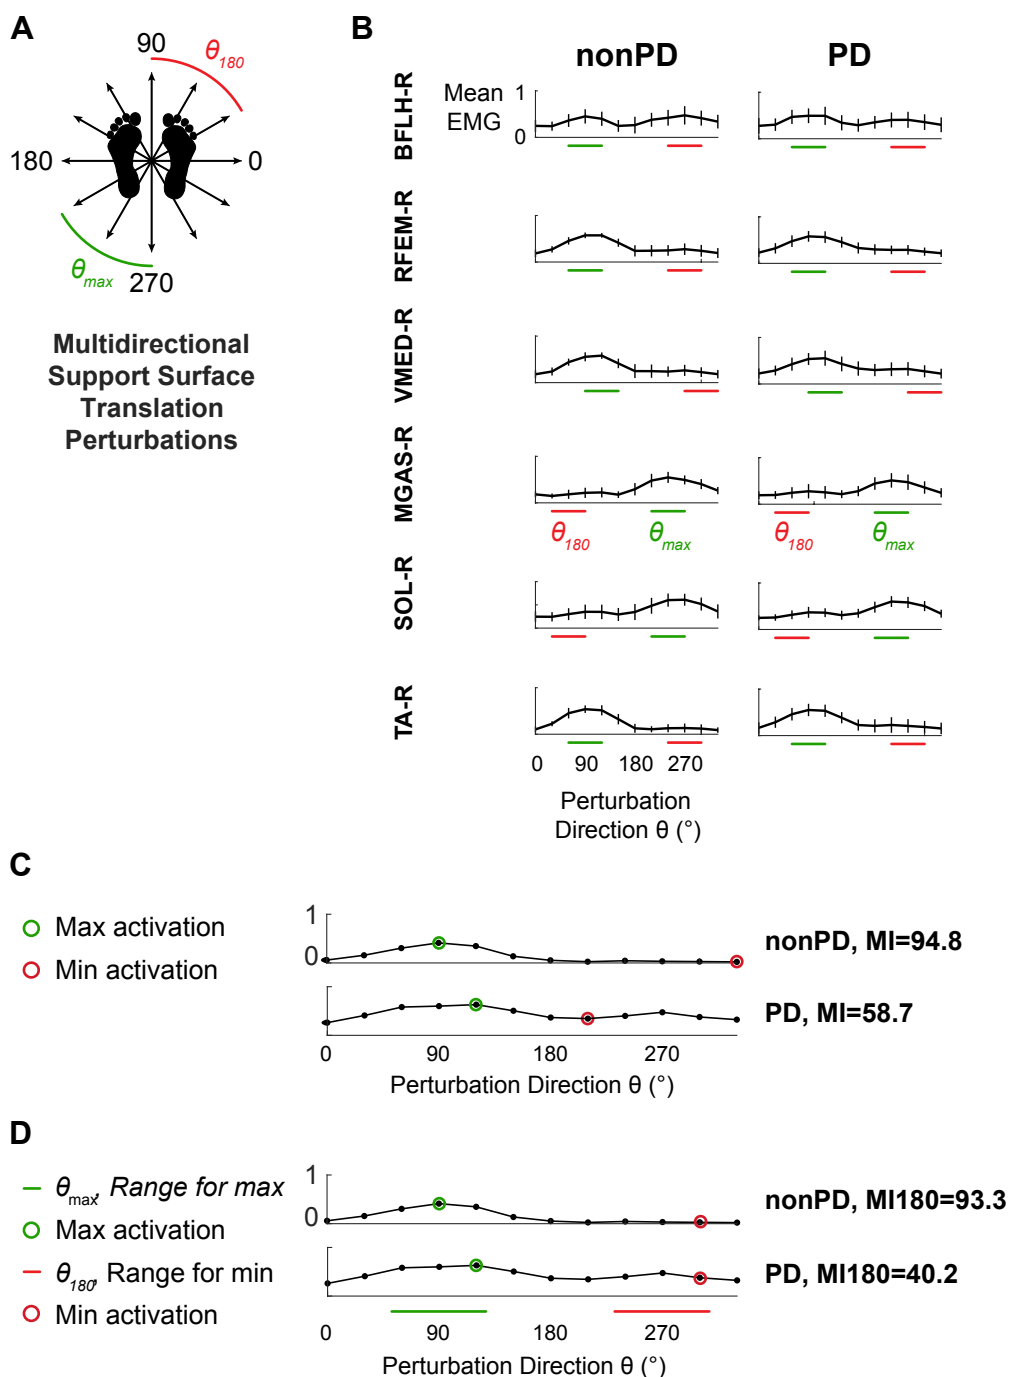 A
90
θ180
180
0
θmax
270
Multidirectional
Support Surface
Translation
Perturbations
B
nonPD
PD
BFLH-R
Mean
EMG
1
0
RFEM-R
VMED-R
MGAS-R
θ180
θmax
θ180
θmax
SOL-R
TA-R
0
90
180
270
Perturbation
Direction θ (°)
C
Max activation
Min activation
1
0
nonPD, MI=94.8
PD, MI=58.7
0
90
180
270
Perturbation Direction θ (°)
D
θmax, Range for max
Max activation
θ180, Range for min
Min activation
1
0
nonPD, MI180=93.3
PD, MI180=40.2
0
90
180
270
Perturbation Direction θ (°)